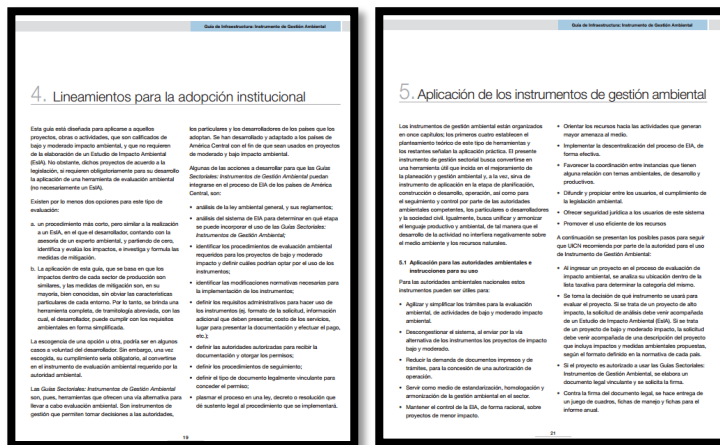 Guía de Infraestructura: Instrumento de Gestión Ambiental
4. Lineamientos para la adopción institucional
Esta guía está diseñada para aplicarse a aquellos
proyectos, obras o actividades, que son calificados de
bajo y moderado impacto ambiental, y que no requieren
de la elaboración de un Estudio de Impacto Ambiental
(EsIA). No obstante, dichos proyectos de acuerdo a la
legislación, si requieren obligatoriamente para su desarrollo
la aplicación de una herramienta de evaluación ambiental
(no necesariamente un EsIA).
Existen por lo menos dos opciones para este tipo de
evaluación:
a. un procedimiento más corto, pero similar a la realización
a un EsIA, en el que el desarrollador, contando con la
asesoría de un experto ambiental, y partiendo de cero,
identifica y evalúa los impactos, e investiga y formula las
medidas de mitigación.
b. La aplicación de esta guía, que se basa en que los
impactos dentro de cada sector de producción son
similares, y las medidas de mitigación son, en su
mayoría, bien conocidas, sin obviar las características
particulares de cada entorno. Por lo tanto, se brinda una
herramienta completa, de tramitología abreviada, con la
cual, el desarrollador, puede cumplir con los requisitos
ambientales en forma simplificada.
La escogencia de una opción u otra, podría ser en algunos
casos a voluntad del desarrollador. Sin embargo, una vez
escogida, su cumplimiento sería obligatorio, al convertirse
en el instrumento de evaluación ambiental requerido por la
autoridad ambiental.
Las Guías Sectoriales: Instrumentos de Gestión Ambiental
son, pues, herramientas que ofrecen una vía alternativa para
llevar a cabo evaluación ambiental. Son instrumentos de
gestión que permiten tomar decisiones a las autoridades,
los particulares y los desarrolladores de los países que los
adopten. Se han desarrollado y adaptado a los países de
América Central con el fin de que sean usados en proyectos
de moderado y bajo impacto ambiental.
Algunas de las acciones a desarrollar para que las Guías
Sectoriales: Instrumentos de Gestión Ambiental puedan
integrarse en el proceso de EIA de los países de América
Central, son:
• análisis de la ley ambiental general, y sus reglamentos;
• análisis del sistema de EIA para determinar en qué etapa
se puede incorporar el uso de las Guías Sectoriales:
Instrumentos de Gestión Ambiental;
• identificar los procedimientos de evaluación ambiental
requeridos para los proyectos de bajo y moderado
impacto y definir cuáles podrían optar por el uso de los
instrumentos;
• identificar las modificaciones normativas necesarias para
la implementación de los instrumentos;
• definir los requisitos administrativos para hacer uso de
los instrumentos (ej, formato de la solicitud, información
adicional que deben presentar, costo de los servicios,
lugar para presentar la documentación y efectuar el pago,
etc.);
• definir las autoridades autorizadas para recibir la
documentación y otorgar los permisos;
• definir los procedimientos de seguimiento;
• definir el tipo de documento legalmente vinculante para
conceder el permiso;
• plasmar el proceso en una ley, decreto o resolución que
dé sustento legal al procedimiento que se implementará.
19
Guía de Infraestructura: Instrumento de Gestión Ambiental
5. Aplicación de los instrumentos de gestión ambiental
Los instrumentos de gestión ambiental están organizados
en once capítulos; los primeros cuatro establecen el
planteamiento teórico de este tipo de herramientas y
los restantes señalan la aplicación práctica. El presente
instrumento de gestión sectorial busca convertirse en
una herramienta útil que incida en el mejoramiento de
la planeación y gestión ambiental y, a la vez, sirva de
instrumento de aplicación en la etapa de planificación,
construcción o desarrollo, operación, así como para
el seguimiento y control por parte de las autoridades
ambientales competentes, los particulares o desarrolladores
y la sociedad civil. Igualmente, busca unificar y armonizar
el lenguaje productivo y ambiental, de tal manera que el
desarrollo de la actividad no interfiera negativamente sobre
el medio ambiente y los recursos naturales.
5.1 Aplicación para las autoridades ambientales e
instrucciones para su uso
Para las autoridades ambientales nacionales estos
instrumentos pueden ser útiles para:
• Agilizar y simplificar los trámites para la evaluación
ambiental, de actividades de bajo y moderado impacto
ambiental.
• Descongestionar el sistema, al enviar por la vía
alternativa de los instrumentos los proyectos de impacto
bajo y moderado.
• Reducir la demanda de documentos impresos y de
trámites, para la concesión de una autorización de
operación.
• Servir como medio de estandarización, homologación y
armonización de la gestión ambiental en el sector.
• Mantener el control de la EIA, de forma racional, sobre
proyectos de menor impacto.
• Orientar los recursos hacia las actividades que generan
mayor amenaza al medio.
• Implementar la descentralización del proceso de EIA, de
forma efectiva.
• Favorecer la coordinación entre instancias que tienen
alguna relación con temas ambientales, de desarrollo y
productivos.
• Difundir y propiciar entre los usuarios, el cumplimiento de
la legislación ambiental.
• Ofrecer seguridad jurídica a los usuarios de este sistema
• Promover el uso eficiente de los recursos
A continuación se presentan los posibles pasos para seguir
que UICN recomienda por parte de la autoridad para el uso
de Instrumento de Gestión Ambiental:
• Al ingresar un proyecto en el proceso de evaluación de
impacto ambiental, se analiza su ubicación dentro de la
lista taxativa para determinar la categoría del mismo.
• Se toma la decisión de qué instrumento se usará para
evaluar el proyecto. Si se trata de un proyecto de alto
impacto, la solicitud de análisis debe venir acompañada
de un Estudio de Impacto Ambiental (EsIA). Si se trata
de un proyecto de bajo y moderado impacto, la solicitud
debe venir acompañada de una descripción del proyecto
que incluya impactos y medidas ambientales propuestas,
según el formato definido en la normativa de cada país.
• Si el proyecto es autorizado a usar las Guías Sectoriales:
Instrumentos de Gestión Ambiental, se elabora un
documento legal vinculante y se solicita la firma.
• Contra la firma del documento legal, se hace entrega de
un juego de cuadros, fichas de manejo y fichas para el
informe anual.
21